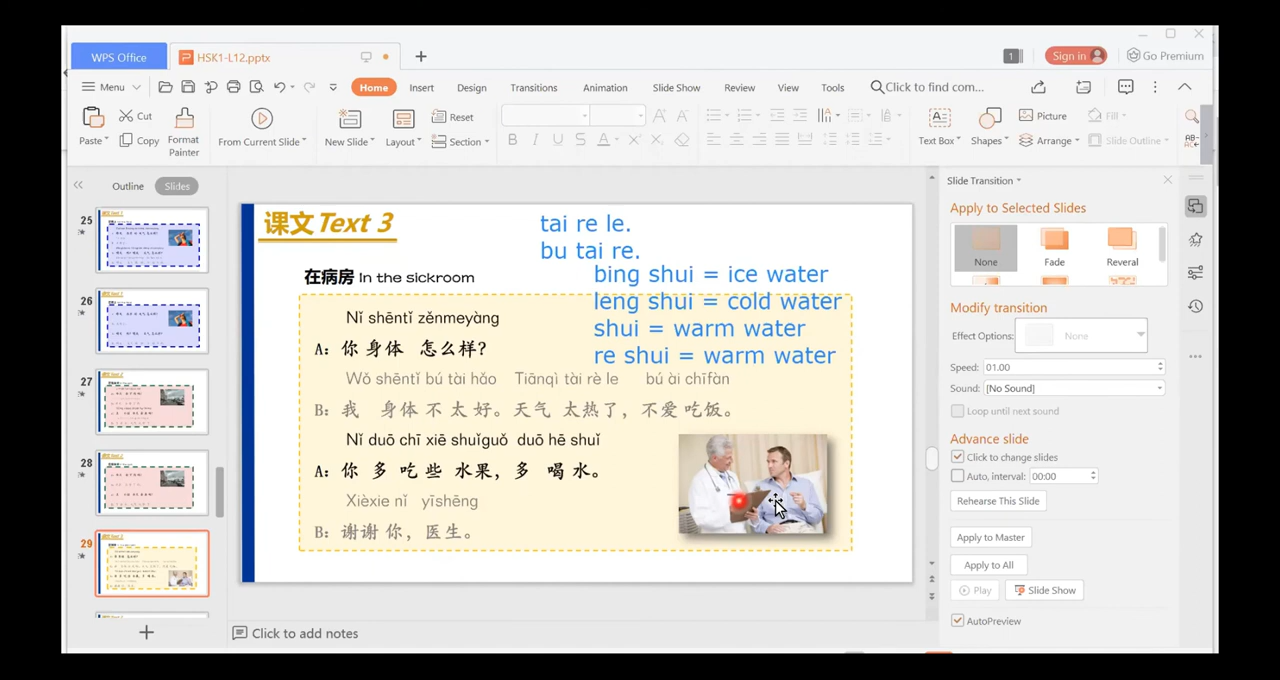 WPS Office
HSK1-L12.pptx
1
Sign in
Go Premium
Menu
Home
Insert
Design
Transitions
Animation
Slide Show
Review
View
Tools
Click to find com...
Paste
Cut
Copy
Format
Painter
From Current Slide
New Slide
Layout
Reset
Section
B I U S A
Text Box
Shapes
Picture
Arrange
Fill
Slide Outline
Outline
Slides
25
26
27
28
29
课文Text 3
tai re le.
bu tai re.
bing shui = ice water
leng shui = cold water
shui = warm water
re shui = warm water
在病房 In the sickroom
Nǐ shēntǐ zěnmeyàng
A：你 身体 怎么样？
Wǒ shēntǐ bú tài hǎo Tiānqì tài rè le bú ài chīfàn
B：我 身体 不 太 好。天气 太热了，不爱 吃饭。
Nǐ duō chī xiē shuǐguǒ duō hē shuǐ
A：你 多 吃 些 水果，多 喝 水。
Xièxie nǐ yīshēng
B：谢谢 你，医生。
Click to add notes
Slide Transition
Apply to Selected Slides
None
Fade
Reveral
Modify transition
Effect Options:
None
Speed: 01.00
Sound: [No Sound]
Loop until next sound
Advance slide
Click to change slides
Auto, interval: 00:00
Rehearse This Slide
Apply to Master
Apply to All
Play
Slide Show
AutoPreview